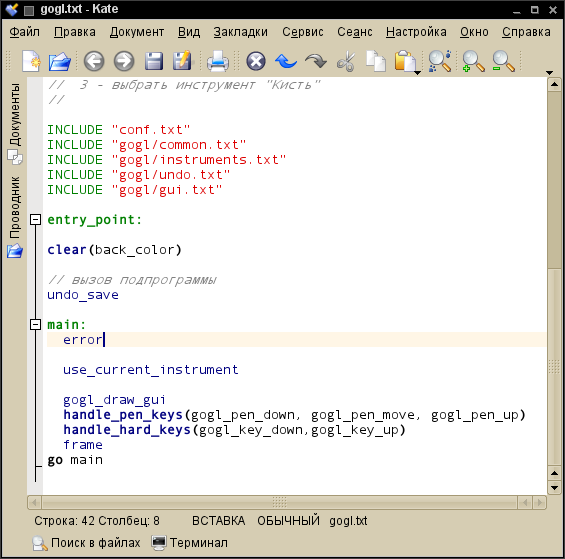 gogl.txt - Kate
Файл Правка Документ Вид Закладки Сервис Сеанс Настройка Окно Справка
Документы
Проводник
//  3 - выбрать инструмент "Кисть"
//
INCLUDE "conf.txt"
INCLUDE "gogl/common.txt"
INCLUDE "gogl/instruments.txt"
INCLUDE "gogl/undo.txt"
INCLUDE "gogl/gui.txt"
entry_point:
clear(back_color)
// вызов подпрограммы
undo_save
main:
  error
  use_current_instrument
  gogl_draw_gui
  handle_pen_keys(gogl_pen_down, gogl_pen_move, gogl_pen_up)
  handle_hard_keys(gogl_key_down,gogl_key_up)
  frame
go main
Строка: 42 Столбец: 8 ВСТАВКА ОБЫЧНЫЙ gogl.txt
Поиск в файлах Терминал